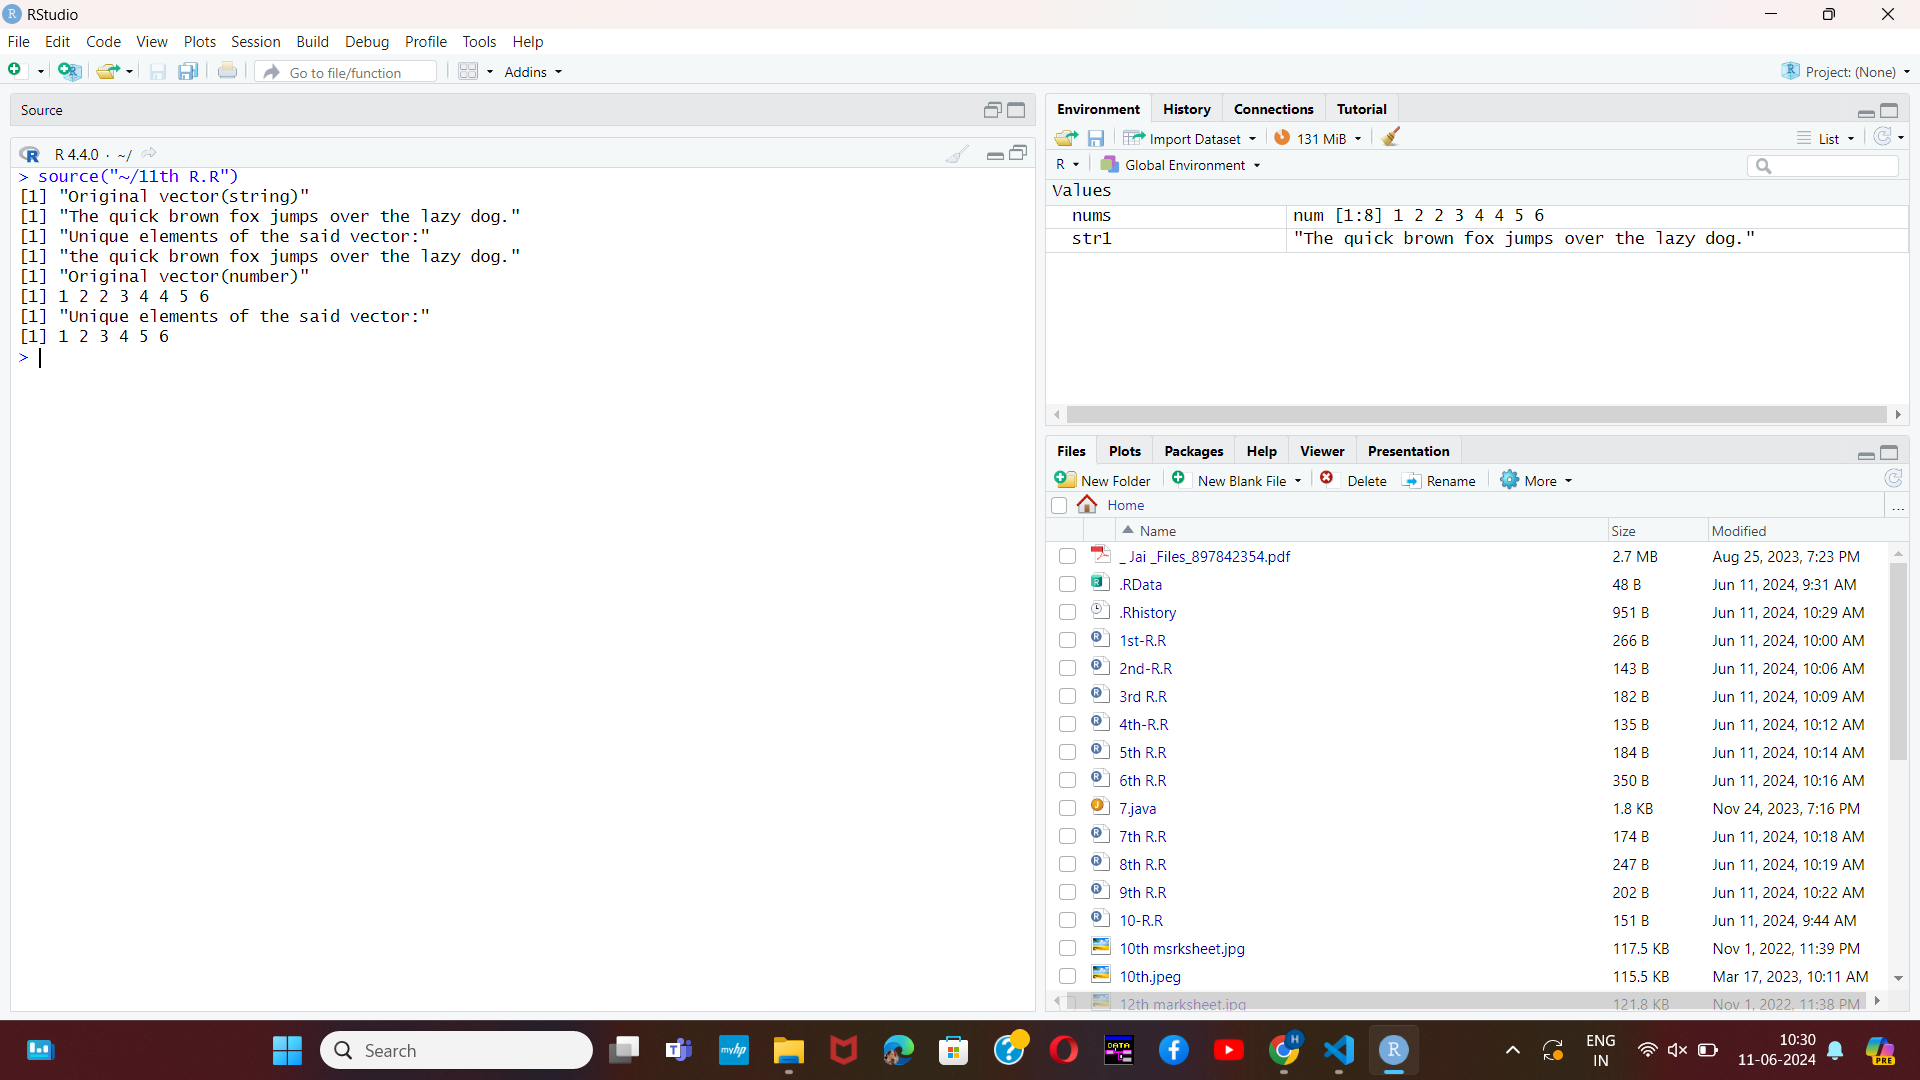 RStudio
File Edit Code View Plots Session Build Debug Profile Tools Help
Go to file/function
Addins
Project: (None)
Source
R 4.4.0 · ~/
> source("~/11th R.R")
[1] "Original vector(string)"
[1] "The quick brown fox jumps over the lazy dog."
[1] "Unique elements of the said vector:"
[1] "the quick brown fox jumps over the lazy dog."
[1] "Original vector(number)"
[1] 1 2 2 3 4 4 5 6
[1] "Unique elements of the said vector:"
[1] 1 2 3 4 5 6
>
Environment History Connections Tutorial
Import Dataset 131 MiB List
R Global Environment
Values
nums num [1:8] 1 2 2 3 4 4 5 6
str1 "The quick brown fox jumps over the lazy dog."
Files Plots Packages Help Viewer Presentation
New Folder New Blank File Delete Rename More
Home ...
Name Size Modified
_ Jai _Files_897842354.pdf 2.7 MB Aug 25, 2023, 7:23 PM
.RData 48 B Jun 11, 2024, 9:31 AM
.Rhistory 951 B Jun 11, 2024, 10:29 AM
1st-R.R 266 B Jun 11, 2024, 10:00 AM
2nd-R.R 143 B Jun 11, 2024, 10:06 AM
3rd R.R 182 B Jun 11, 2024, 10:09 AM
4th-R.R 135 B Jun 11, 2024, 10:12 AM
5th R.R 184 B Jun 11, 2024, 10:14 AM
6th R.R 350 B Jun 11, 2024, 10:16 AM
7.java 1.8 KB Nov 24, 2023, 7:16 PM
7th R.R 174 B Jun 11, 2024, 10:18 AM
8th R.R 247 B Jun 11, 2024, 10:19 AM
9th R.R 202 B Jun 11, 2024, 10:22 AM
10-R.R 151 B Jun 11, 2024, 9:44 AM
10th msrksheet.jpg 117.5 KB Nov 1, 2022, 11:39 PM
10th.jpeg 115.5 KB Mar 17, 2023, 10:11 AM
12th marksheet.jpg 121.8 KB Nov 1, 2022, 11:38 PM
Search
myhp
DATA
H
R
ENG
IN
10:30
11-06-2024
PRE